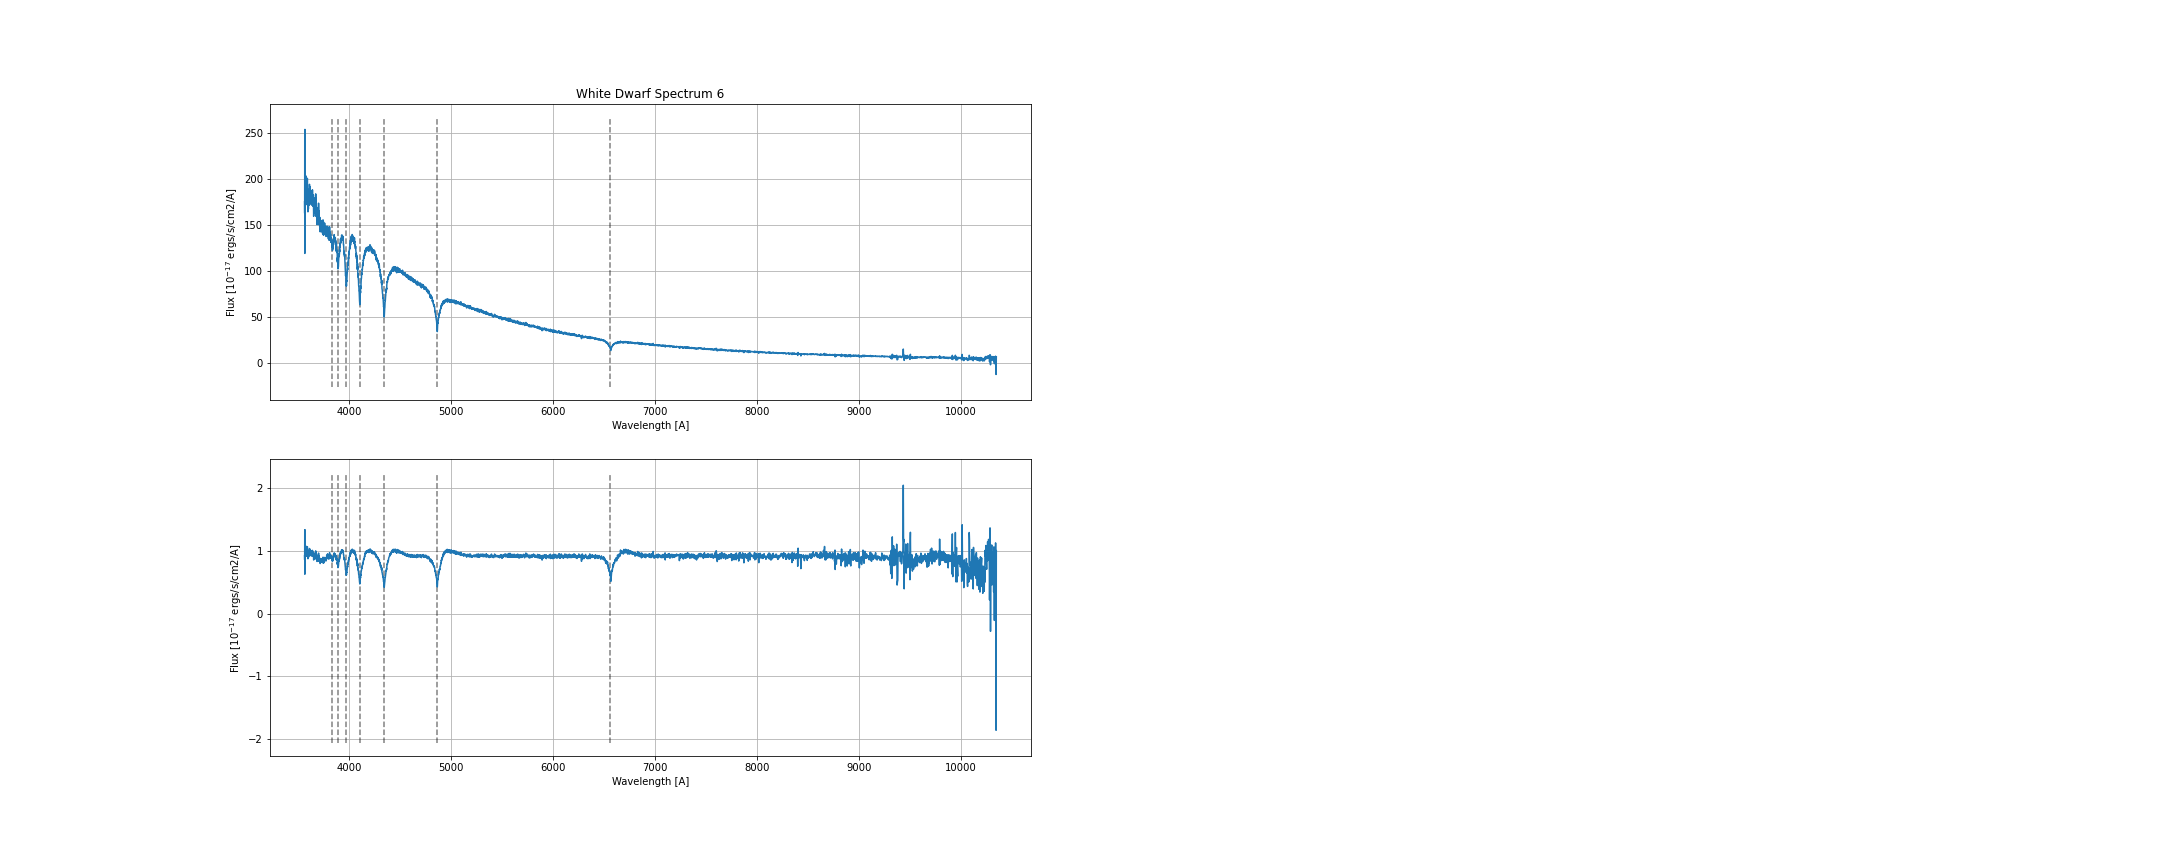 White Dwarf Spectrum 6
Flux [10⁻¹⁷ ergs/s/cm2/A]
250
200
150
100
50
0
4000 5000 6000 7000 8000 9000 10000
Wavelength [A]
Flux [10⁻¹⁷ ergs/s/cm2/A]
2
1
0
−1
−2
4000 5000 6000 7000 8000 9000 10000
Wavelength [A]